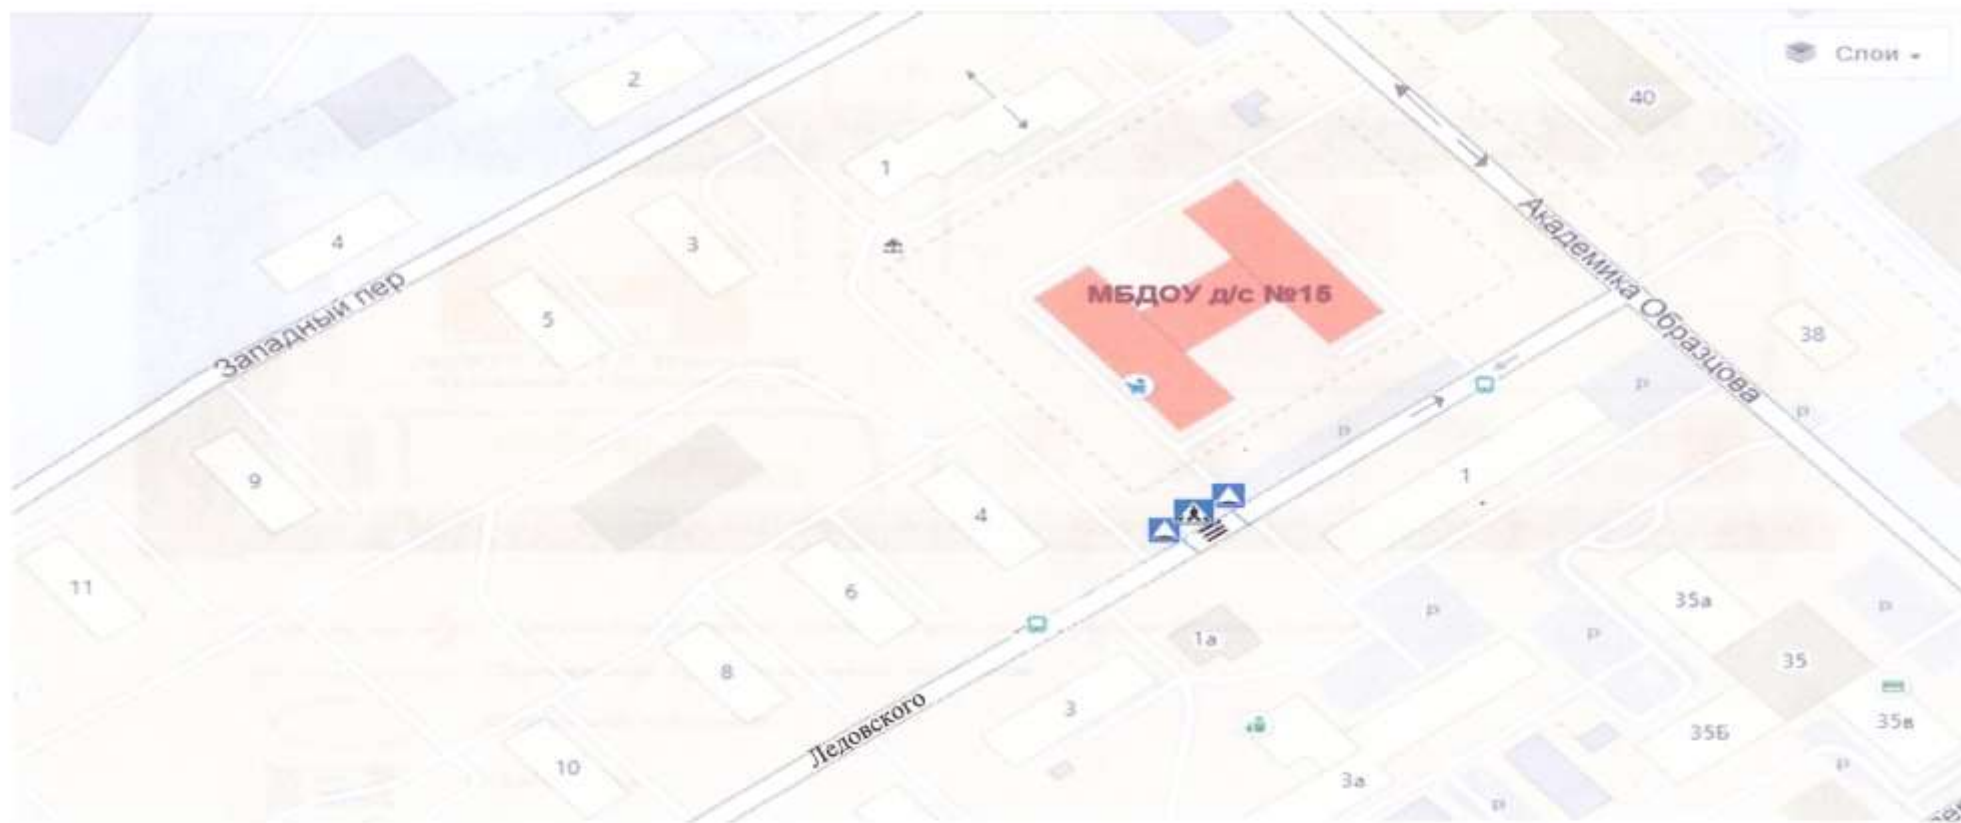 Слои
2
40
1
4
3
Академика Образцова
МБДОУ д/с №15
Западный пер
5
38
P
P
P
9
1
4
11
6
35а
P
P
P
1а
35
8
3
35в
Ледовского
35Б
10
3а
P
P